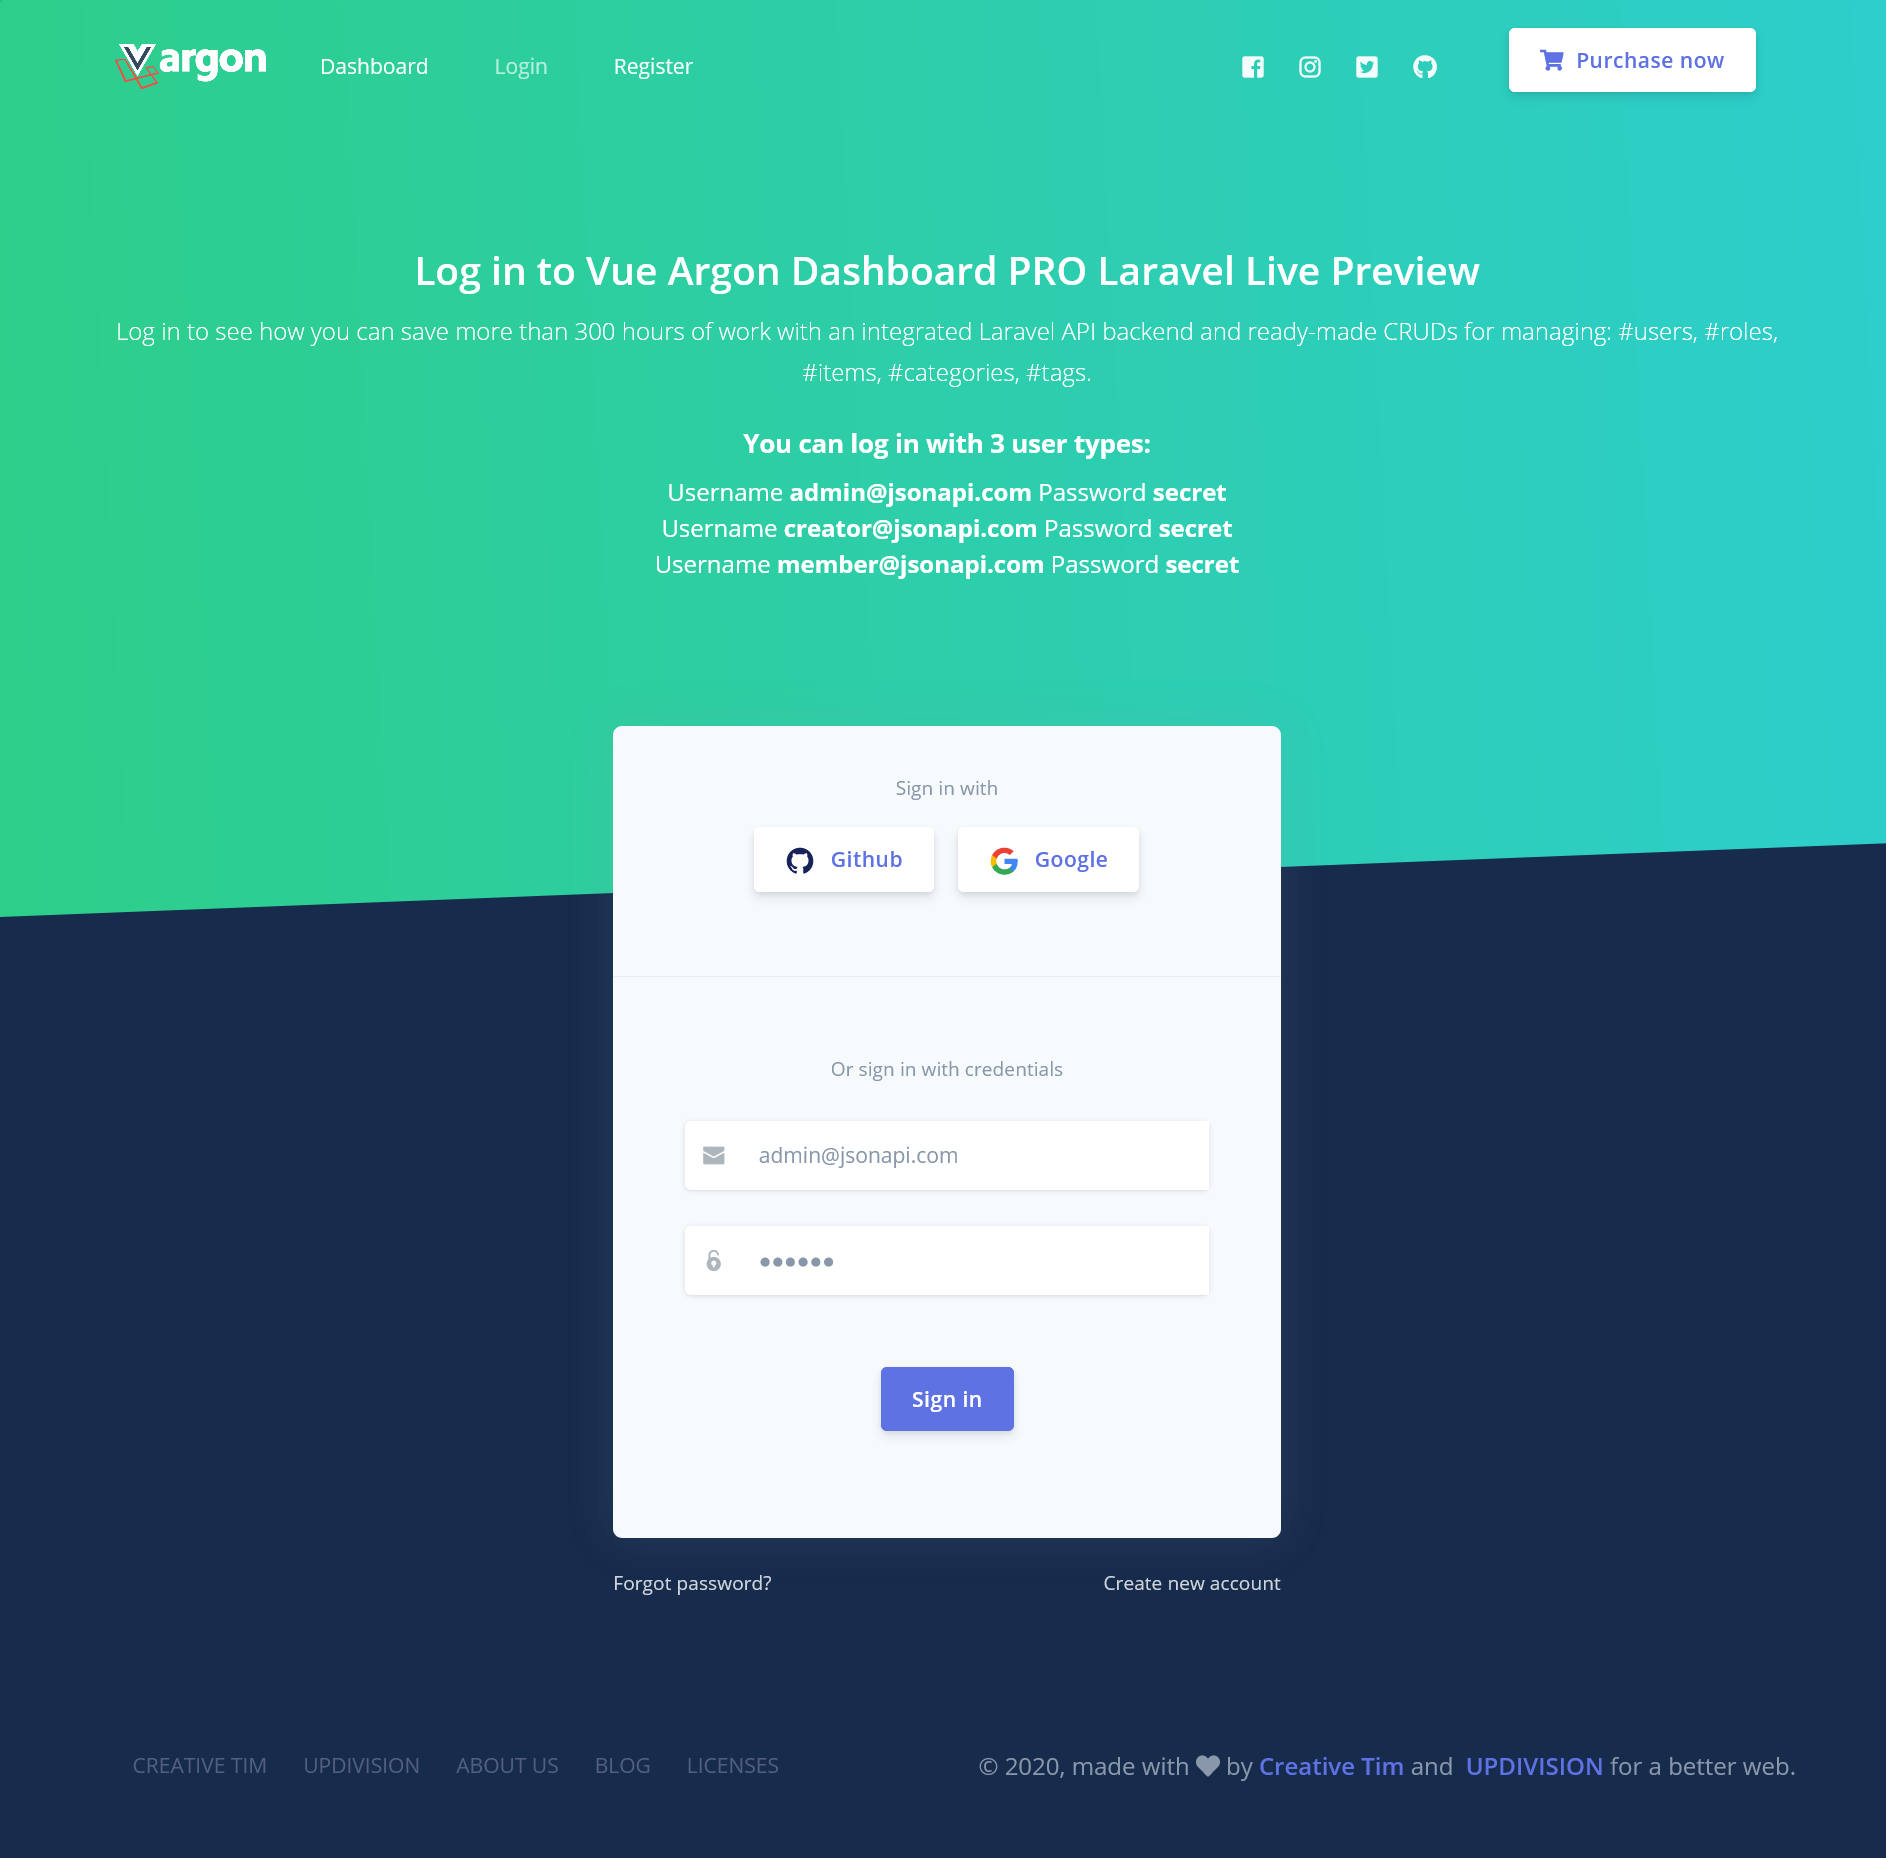 argon
Dashboard
Login
Register
Purchase now
Log in to Vue Argon Dashboard PRO Laravel Live Preview
Log in to see how you can save more than 300 hours of work with an integrated Laravel API backend and ready-made CRUDs for managing: #users, #roles,
#items, #categories, #tags.
You can log in with 3 user types:
Username admin@jsonapi.com Password secret
Username creator@jsonapi.com Password secret
Username member@jsonapi.com Password secret
Sign in with
Github
Google
Or sign in with credentials
admin@jsonapi.com
••••••
Sign in
Forgot password?
Create new account
CREATIVE TIM
UPDIVISION
ABOUT US
BLOG
LICENSES
© 2020, made with by Creative Tim and UPDIVISION for a better web.